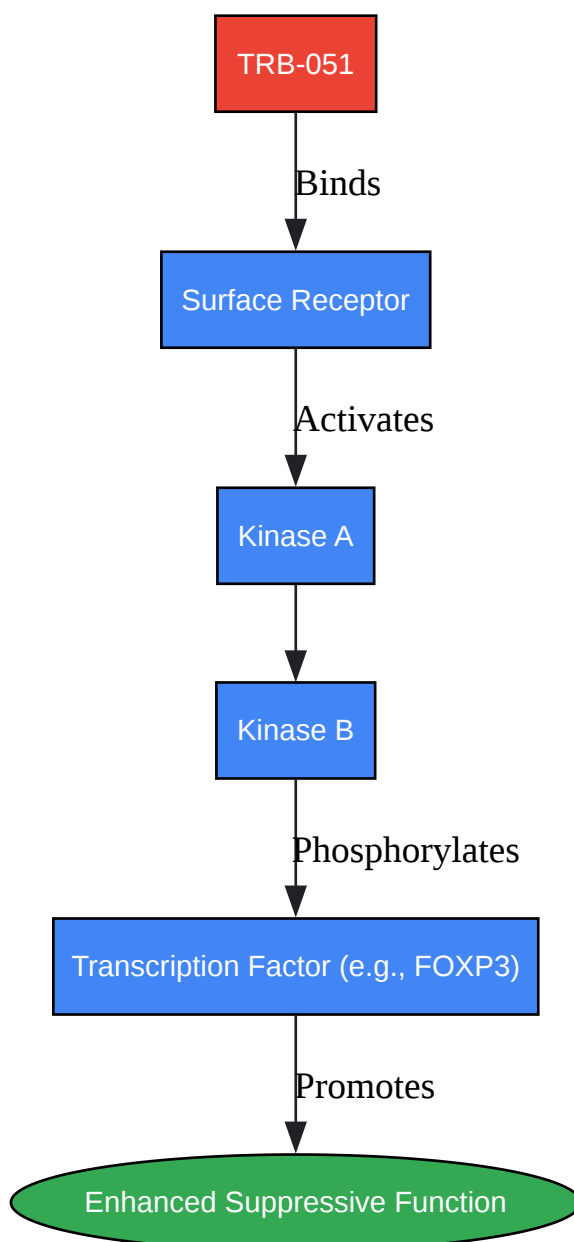 TRB-051
Binds
Surface Receptor
Activates
Kinase A
Kinase B
Phosphorylates
Transcription Factor (e.g., FOXP3)
Promotes
Enhanced Suppressive Function